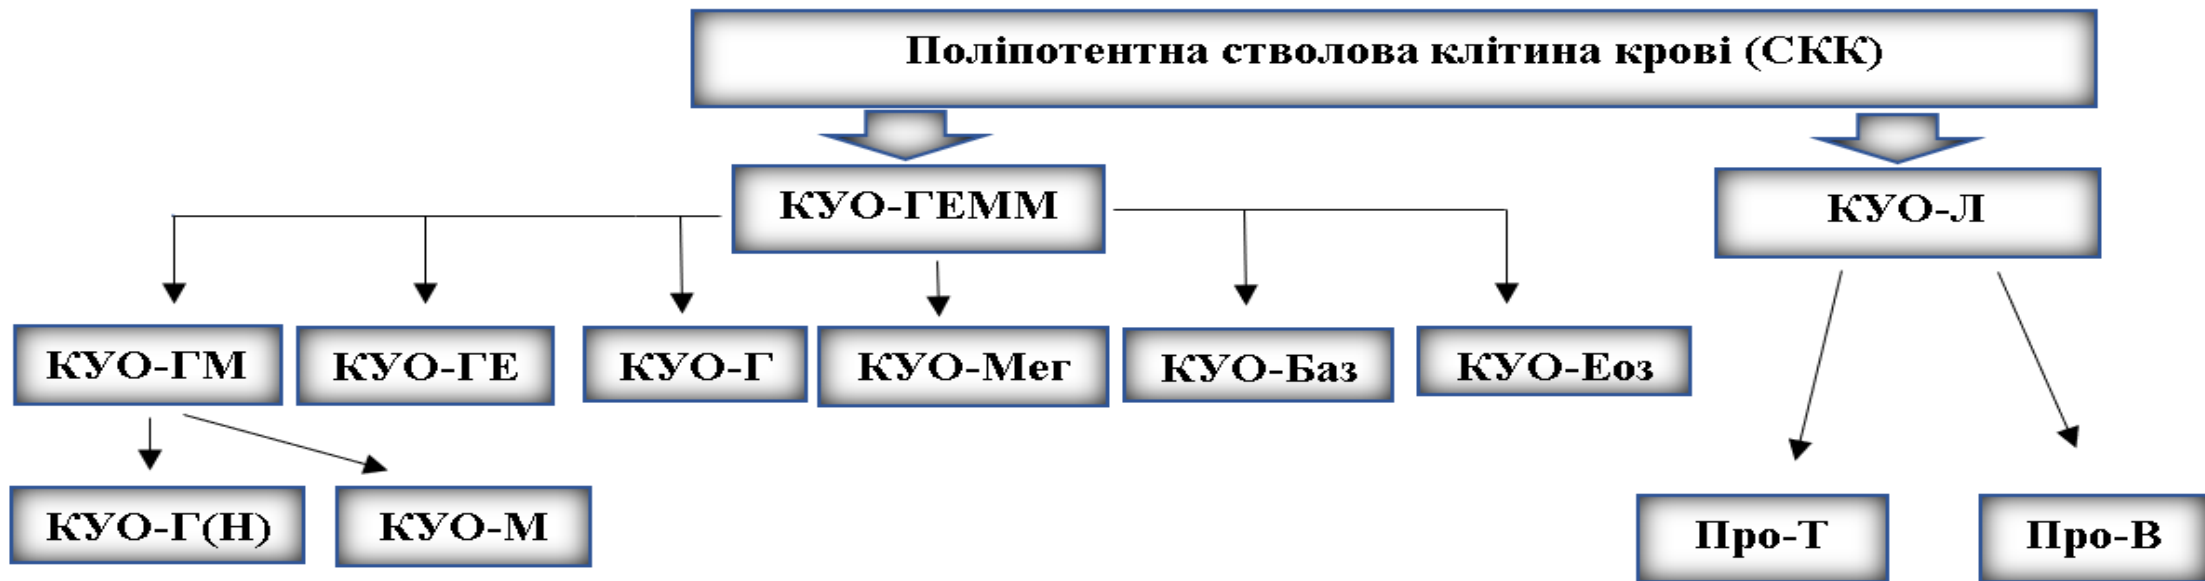 Поліпотентна стволова клітина крові (СКК)
КУО-ГЕММ
КУО-Л
КУО-ГМ
КУО-ГЕ
КУО-Г
КУО-Мег
КУО-Баз
КУО-Еоз
КУО-Г(Н)
КУО-М
Про-Т
Про-В